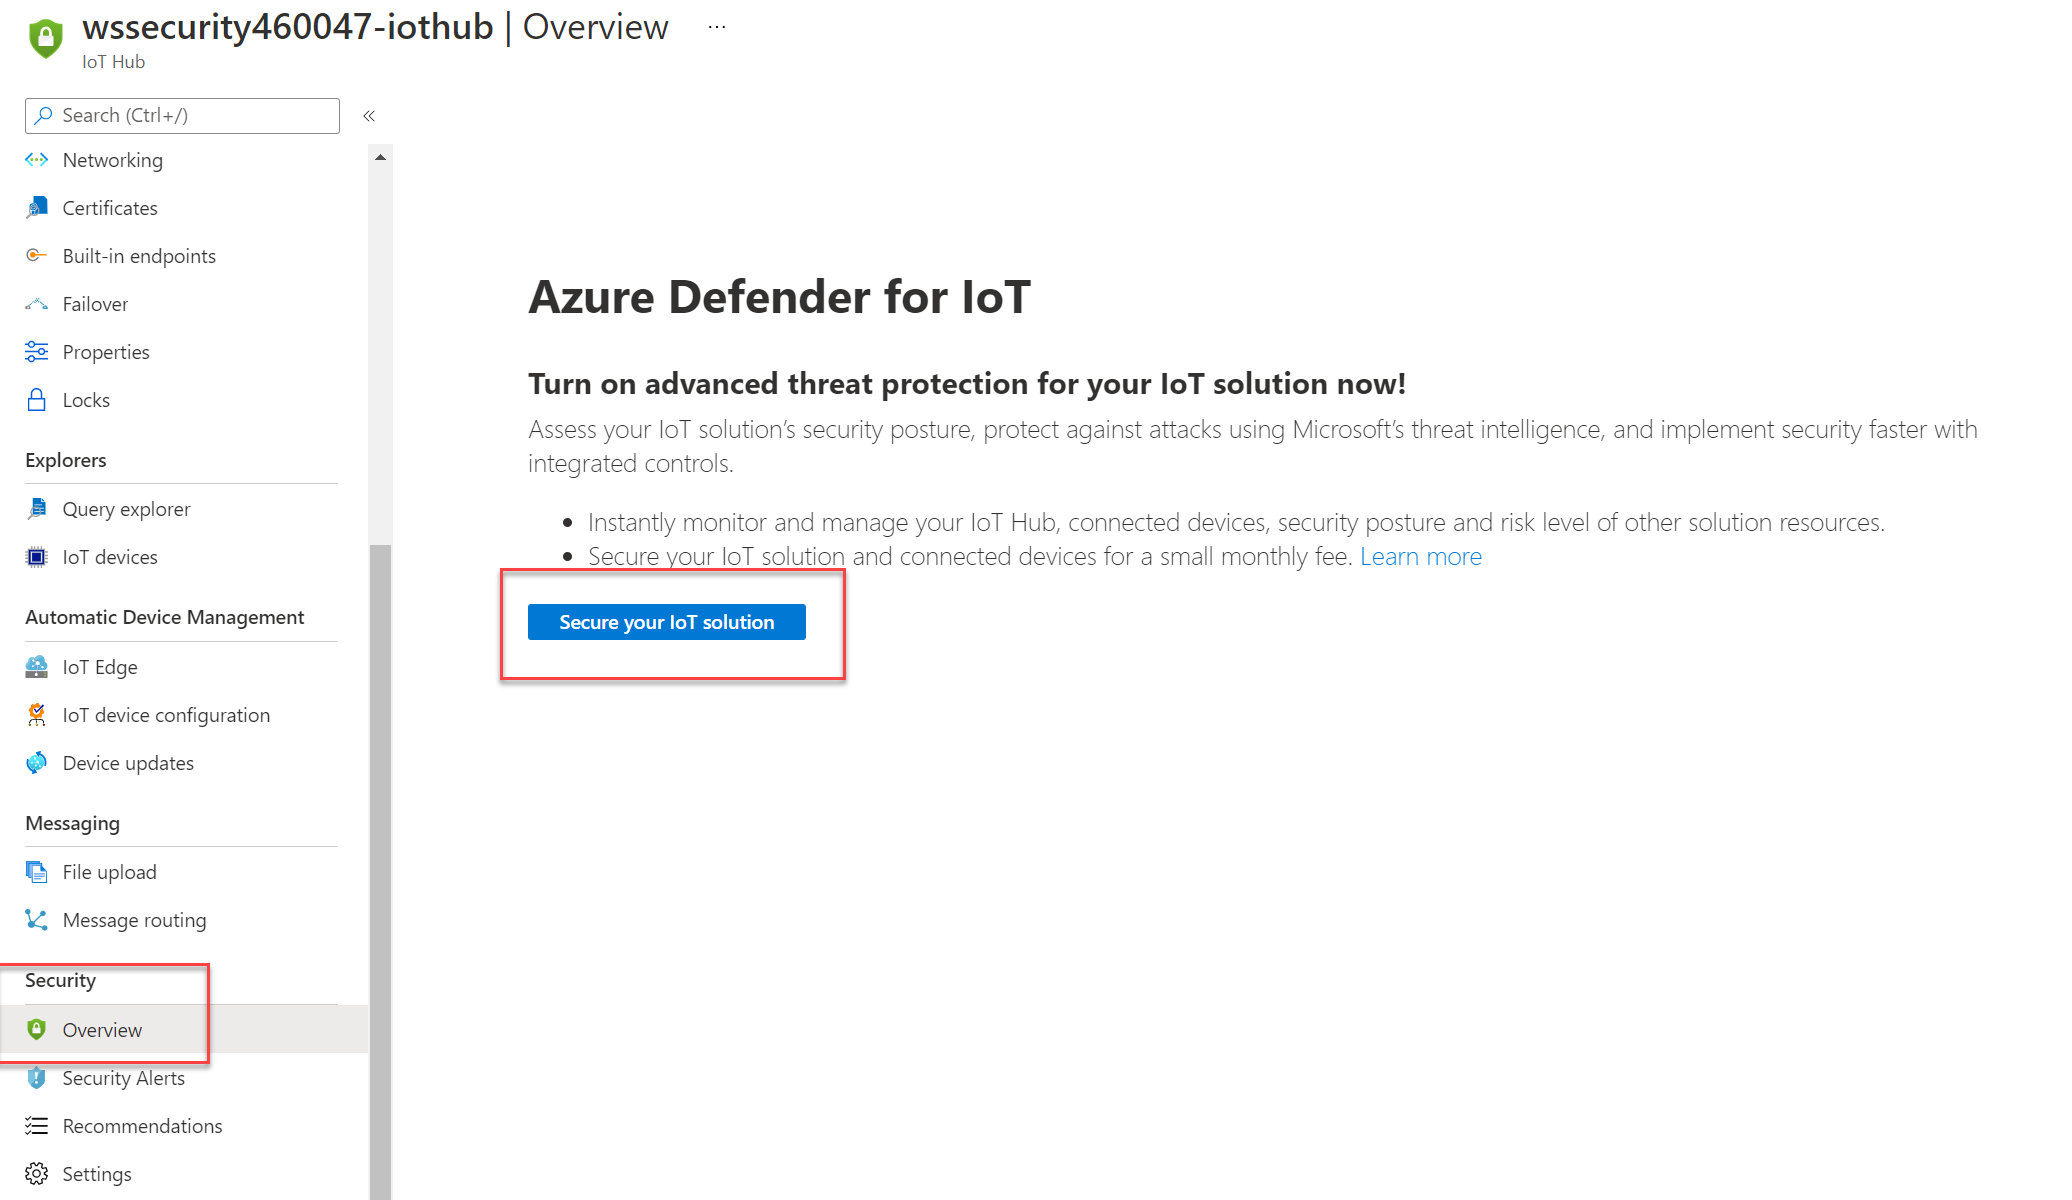 wssecurity460047-iothub | Overview ...
IoT Hub
Search (Ctrl+/)
Networking
Certificates
Built-in endpoints
Failover
Properties
Locks
Explorers
Query explorer
IoT devices
Automatic Device Management
IoT Edge
IoT device configuration
Device updates
Messaging
File upload
Message routing
Security
Overview
Security Alerts
Recommendations
Settings
Azure Defender for IoT
Turn on advanced threat protection for your IoT solution now!
Assess your IoT solution’s security posture, protect against attacks using Microsoft’s threat intelligence, and implement security faster with
integrated controls.
• Instantly monitor and manage your IoT Hub, connected devices, security posture and risk level of other solution resources.
• Secure your IoT solution and connected devices for a small monthly fee. Learn more
Secure your IoT solution